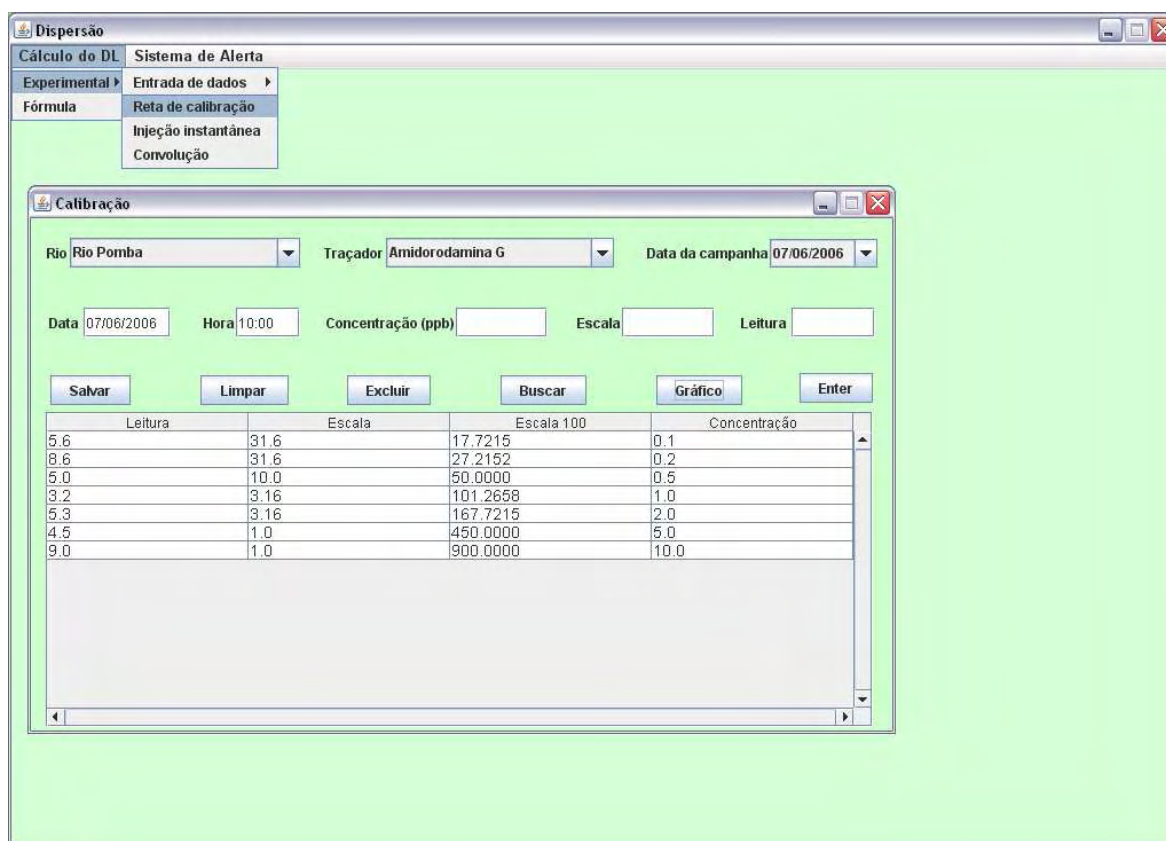 Dispersão
Cálculo do DL Sistema de Alerta
Experimental Entrada de dados
Fórmula Reta de calibração
Injeção instantânea
Convolução
Calibração
Rio Rio Pomba Traçador Amidorodamina G Data da campanha 07/06/2006
Data 07/06/2006 Hora 10:00 Concentração (ppb) Escala Leitura
Salvar Limpar Excluir Buscar Gráfico Enter
Leitura Escala Escala 100 Concentração
5.6 31.6 17.7215 0.1
8.6 31.6 27.2152 0.2
5.0 10.0 50.0000 0.5
3.2 3.16 101.2658 1.0
5.3 3.16 167.7215 2.0
4.5 1.0 450.0000 5.0
9.0 1.0 900.0000 10.0